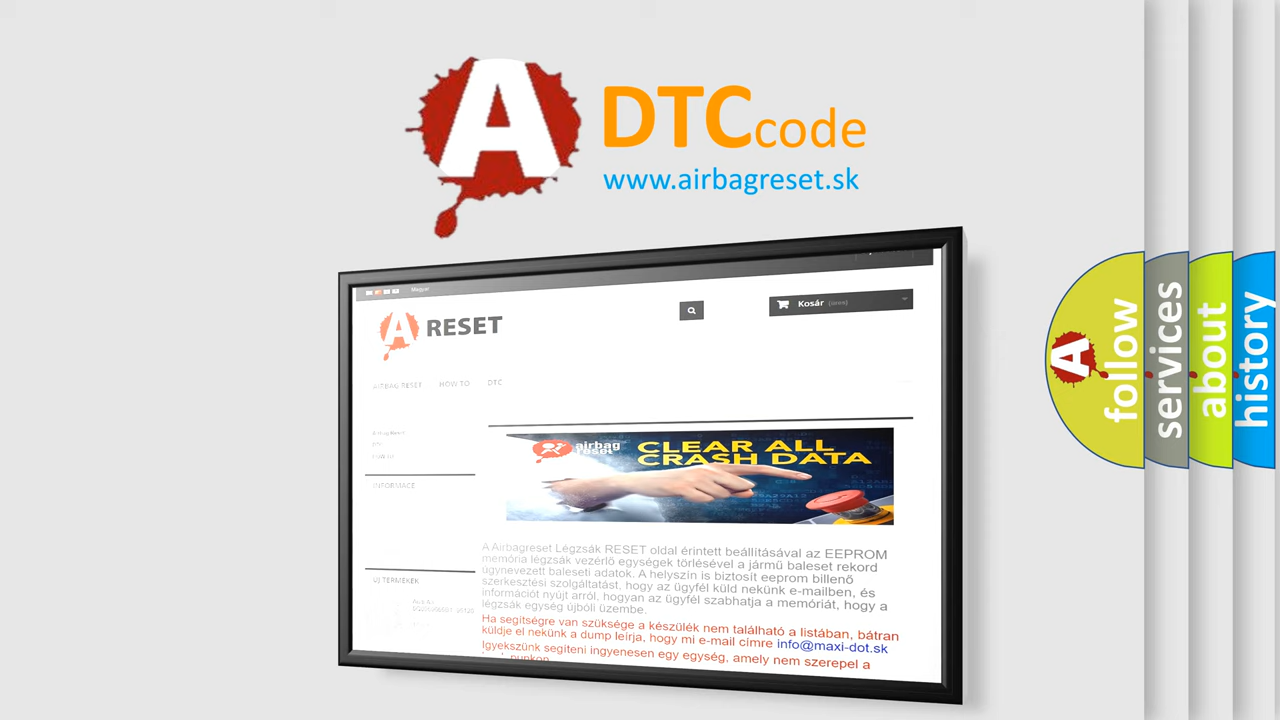 A
DTC code
www.airbagreset.sk
Magyar
Kosár (üres)
A RESET
AIRBAG RESET HOW TO DTC
INFORMACE
ÚJ TERMÉKEK
airbag
reset
CLEAR ALL
CRASH DATA
A Airbagreset Légzsák RESET oldal érintett beállításával az EEPROM
memória légzsák vezérlő egységek törlésével a jármű baleset rekord
úgynevezett baleseti adatok. A helyszín is biztosít eeprom billenő
szerkesztési szolgáltatást, hogy az ügyfél küld nekünk e-mailben, és
információt nyújt arról, hogyan az ügyfél szabhatja a memóriát, hogy a
légzsák egység újbóli üzembe.
Ha segítségre van szüksége a készülék nem található a listában, bátran
küldje el nekünk a dump leírja, hogy mi e-mail címre info@maxi-dot.sk
Igyekszünk segíteni ingyenesen egy egység, amely nem szerepel a
A
follow
services
about
history